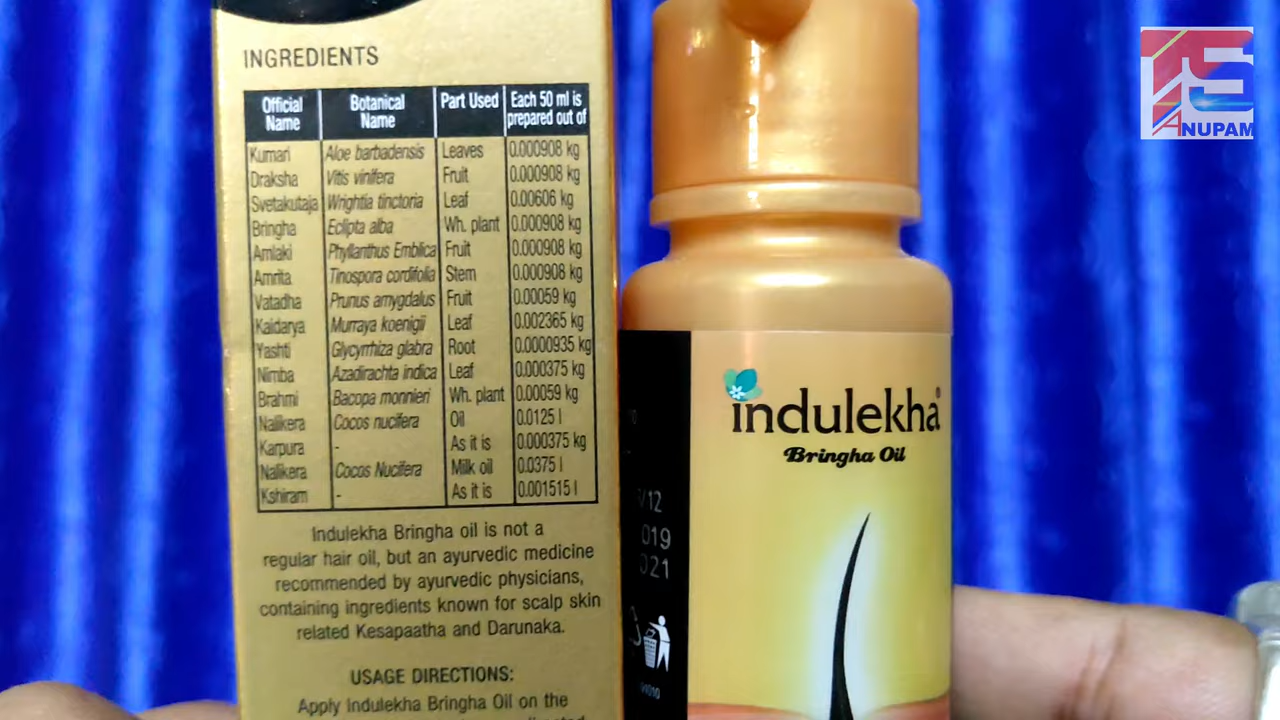 INGREDIENTS
Official Name Botanical Name Part Used Each 50 ml is prepared out of
Kumari Aloe barbadensis Leaves 0.000908 kg
Draksha Vitis vinifera Fruit 0.000908 kg
Svetakutaja Wrightia tinctoria Leaf 0.00606 kg
Bringha Eclipta alba Wh. plant 0.000908 kg
Amlaki Phyllanthus Emblica Fruit 0.000908 kg
Amrita Tinospora cordifolia Stem 0.000908 kg
Vatadha Prunus amygdalus Fruit 0.00059 kg
Kaidarya Murraya koenigii Leaf 0.002365 kg
Yashti Glycyrrhiza glabra Root 0.0000935 kg
Nimba Azadirachta indica Leaf 0.000375 kg
Brahmi Bacopa monnieri Wh. plant 0.00059 kg
Nalikera Cocos nucifera Oil 0.0125 l
Karpura - As it is 0.000375 kg
Nalikera Cocos Nucifera Milk oil 0.0375 l
Kshiram - As it is 0.001515 l
Indulekha Bringha oil is not a
regular hair oil, but an ayurvedic medicine
recommended by ayurvedic physicians,
containing ingredients known for scalp skin
related Kesapaatha and Darunaka.
USAGE DIRECTIONS:
Apply Indulekha Bringha Oil on the
indulekha®
Bringha Oil
/12
019
021
ANUPAM